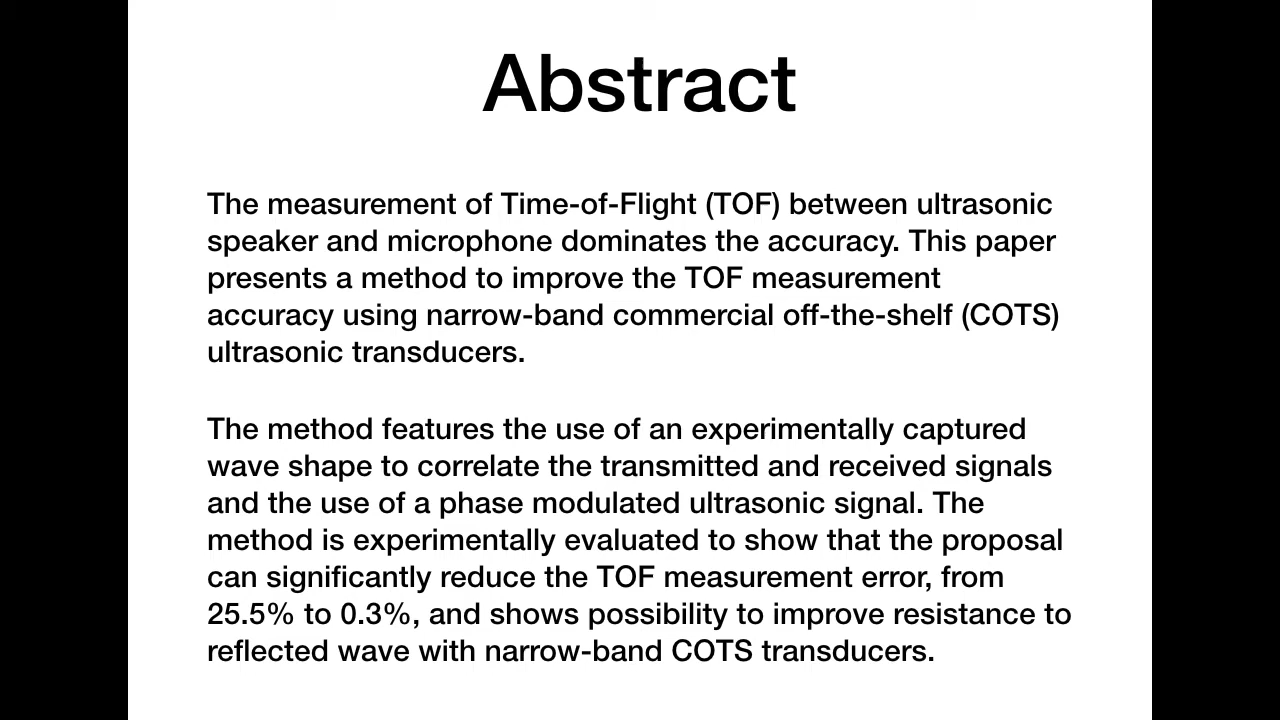 Abstract
The measurement of Time-of-Flight (TOF) between ultrasonic
speaker and microphone dominates the accuracy. This paper
presents a method to improve the TOF measurement
accuracy using narrow-band commercial off-the-shelf (COTS)
ultrasonic transducers.
The method features the use of an experimentally captured
wave shape to correlate the transmitted and received signals
and the use of a phase modulated ultrasonic signal. The
method is experimentally evaluated to show that the proposal
can significantly reduce the TOF measurement error, from
25.5% to 0.3%, and shows possibility to improve resistance to
reflected wave with narrow-band COTS transducers.